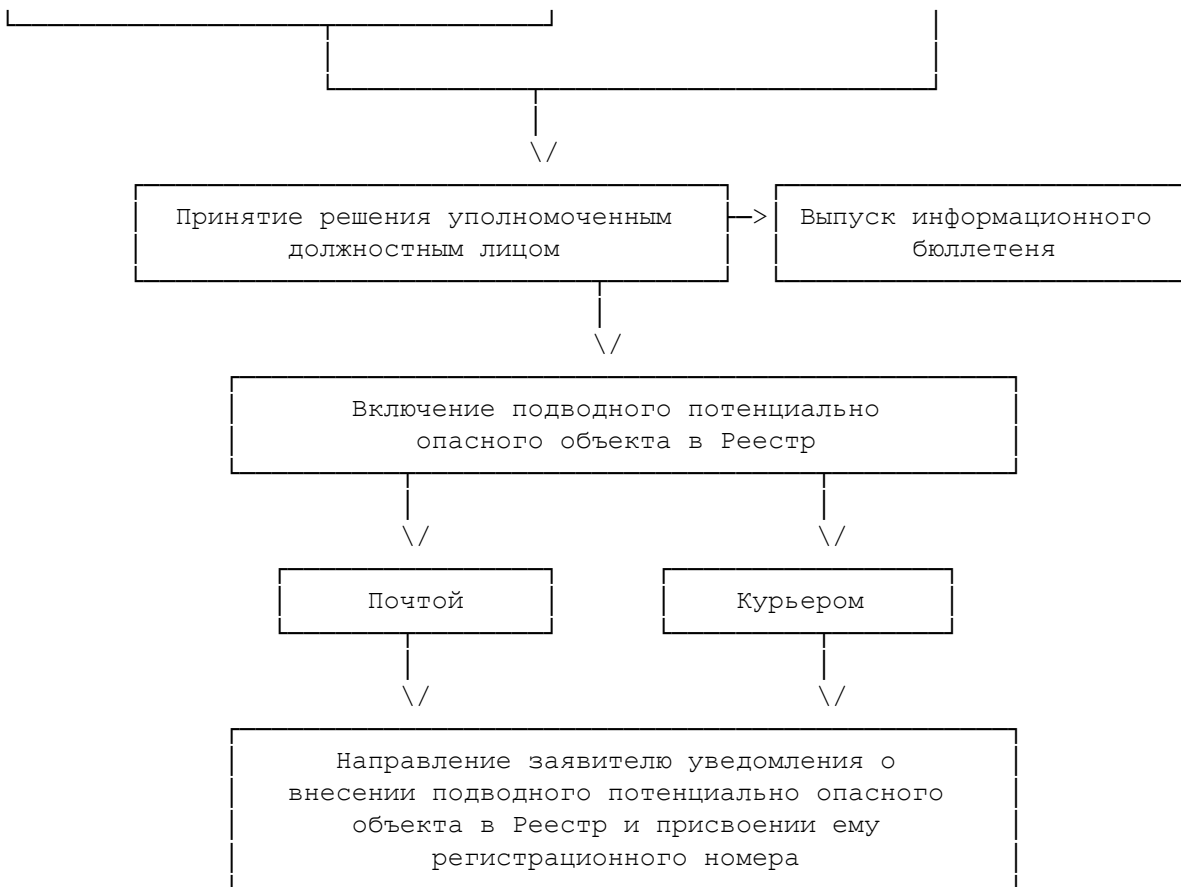 Принятие решения уполномоченным
должностным лицом
Выпуск информационного
бюллетеня
Включение подводного потенциально
опасного объекта в Реестр
Почтой
Курьером
Направление заявителю уведомления о
внесении подводного потенциально опасного
объекта в Реестр и присвоении ему
регистрационного номера